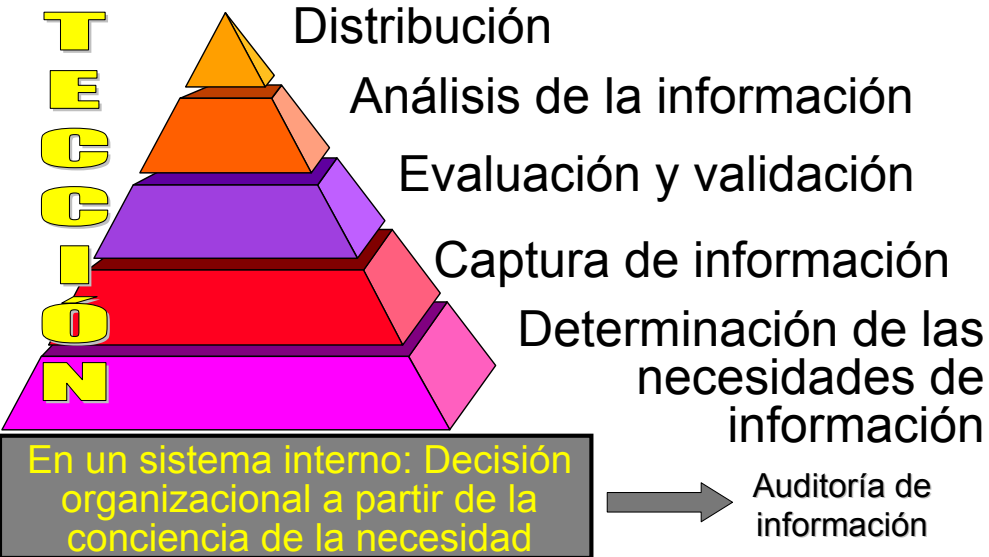 TECCIÓN
Distribución
Análisis de la información
Evaluación y validación
Captura de información
Determinación de las
necesidades de
información
En un sistema interno: Decisión
organizacional a partir de la
conciencia de la necesidad
Auditoría de
información